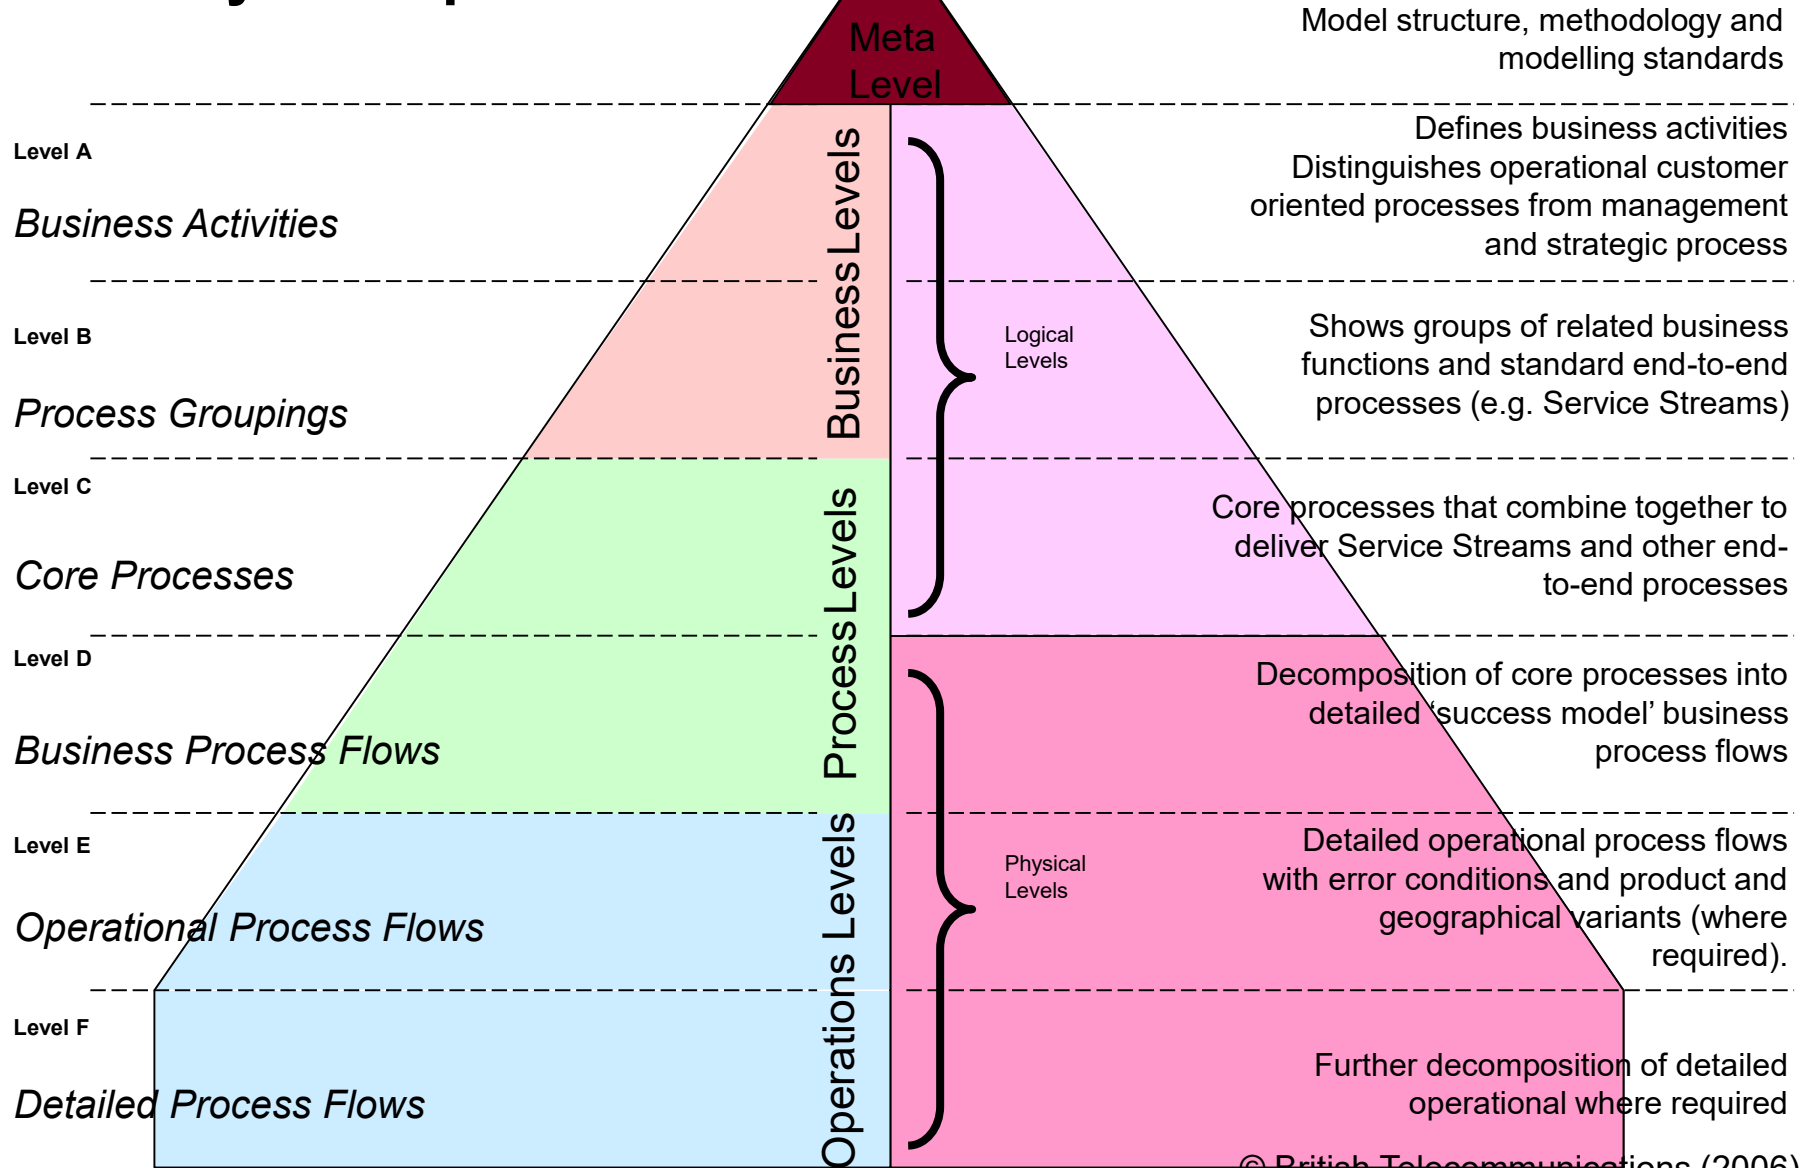 Meta
Level
Model structure, methodology and
modelling standards
Level A
Business Activities
Defines business activities
Distinguishes operational customer
oriented processes from management
and strategic process
Business Levels
Level B
Process Groupings
Logical
Levels
Shows groups of related business
functions and standard end-to-end
processes (e.g. Service Streams)
Level C
Core Processes
Core processes that combine together to
deliver Service Streams and other end-
to-end processes
Process Levels
Level D
Business Process Flows
Decomposition of core processes into
detailed ‘success model’ business
process flows
Level E
Operational Process Flows
Operations Levels
Physical
Levels
Detailed operational process flows
with error conditions and product and
geographical variants (where
required).
Level F
Detailed Process Flows
Further decomposition of detailed
operational where required
© British Telecommunications (2006)